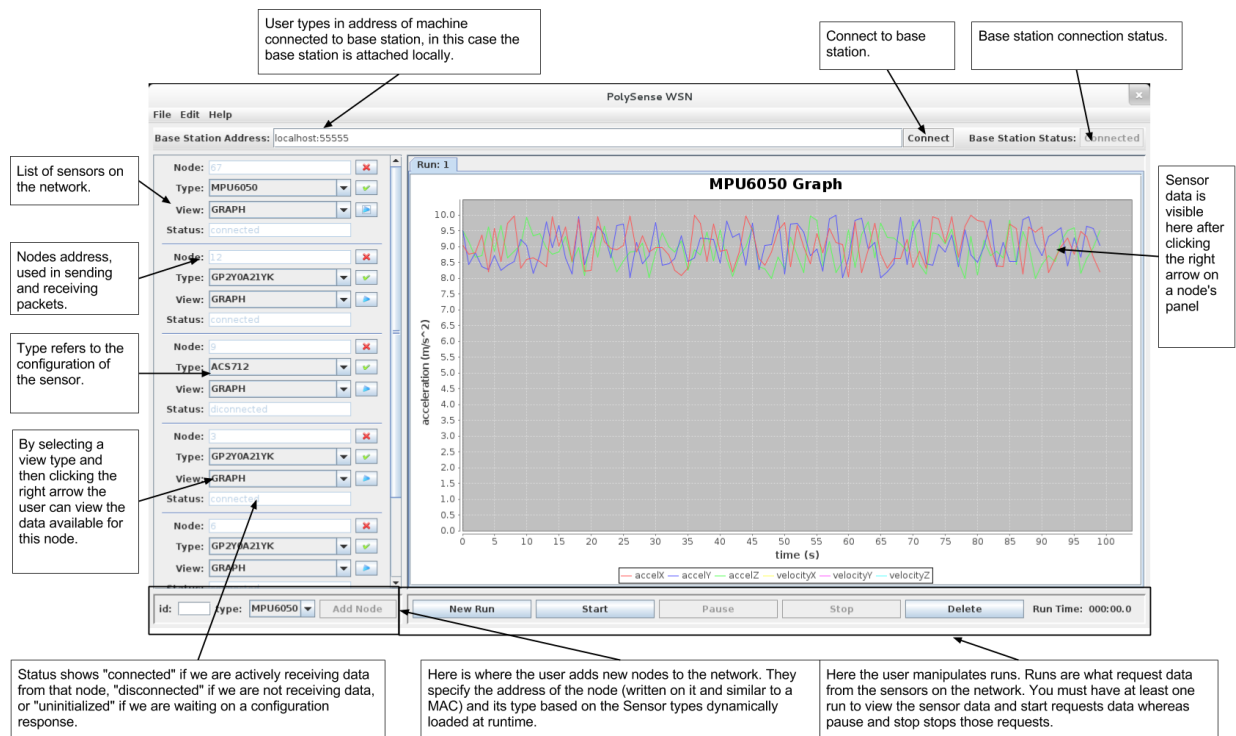 User types in address of machine
connected to base station, in this case the
base station is attached locally.
Connect to base
station.
Base station connection status.
PolySense WSN
File Edit Help
Base Station Address: localhost:55555
Connect
Base Station Status: Connected
List of sensors on
the network.
Nodes address,
used in sending
and receiving
packets.
Type refers to the
configuration of
the sensor.
By selecting a
view type and
then clicking the
right arrow the
user can view the
data available for
this node.
Node: 67
Type: MPU6050
View: GRAPH
Status: connected
Node: 12
Type: GP2Y0A21YK
View: GRAPH
Status: connected
Node: 9
Type: ACS712
View: GRAPH
Status: diconnected
Node: 3
Type: GP2Y0A21YK
View: GRAPH
Status: connected
Node: 6
Type: GP2Y0A21YK
View: GRAPH
Status:
Run: 1
MPU6050 Graph
acceleration (m/s^2)
10.0
9.5
9.0
8.5
8.0
7.5
7.0
6.5
6.0
5.5
5.0
4.5
4.0
3.5
3.0
2.5
2.0
1.5
1.0
0.5
0.0
0 5 10 15 20 25 30 35 40 45 50 55 60 65 70 75 80 85 90 95 100
time (s)
accelX accelY accelZ velocityX velocityY velocityZ
Sensor
data is
visible
here after
clicking
the right
arrow on
a node's
panel
id: type: MPU6050 Add Node
New Run Start Pause Stop Delete Run Time: 000:00.0
Status shows "connected" if we are actively receiving data
from that node, "disconnected" if we are not receiving data,
or "uninitialized" if we are waiting on a configuration
response.
Here is where the user adds new nodes to the network. They
specify the address of the node (written on it and similar to a
MAC) and its type based on the Sensor types dynamically
loaded at runtime.
Here the user manipulates runs. Runs are what request data
from the sensors on the network. You must have at least one
run to view the sensor data and start requests data whereas
pause and stop stops those requests.